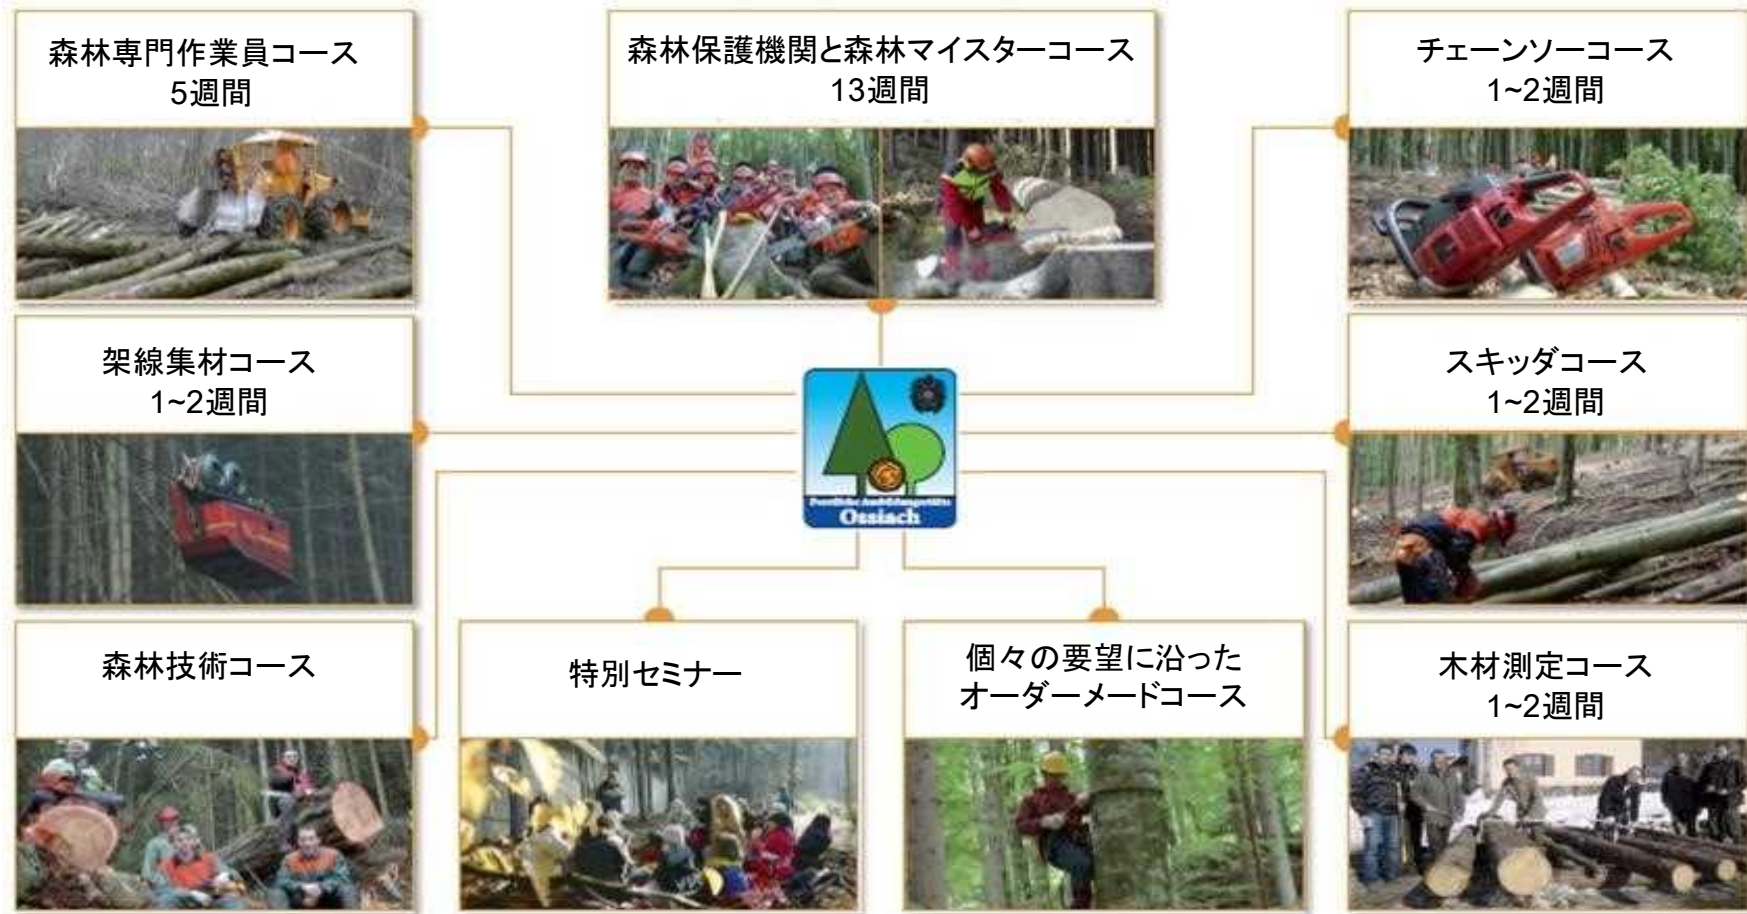 森林専門作業員コース
5週間
森林保護機関と森林マイスターコース
13週間
チェーンソーコース
1~2週間
架線集材コース
1~2週間
スキッダコース
1~2週間
Forstliche Ausbildungsstätte
Ossiach
森林技術コース
特別セミナー
個々の要望に沿った
オーダーメードコース
木材測定コース
1~2週間